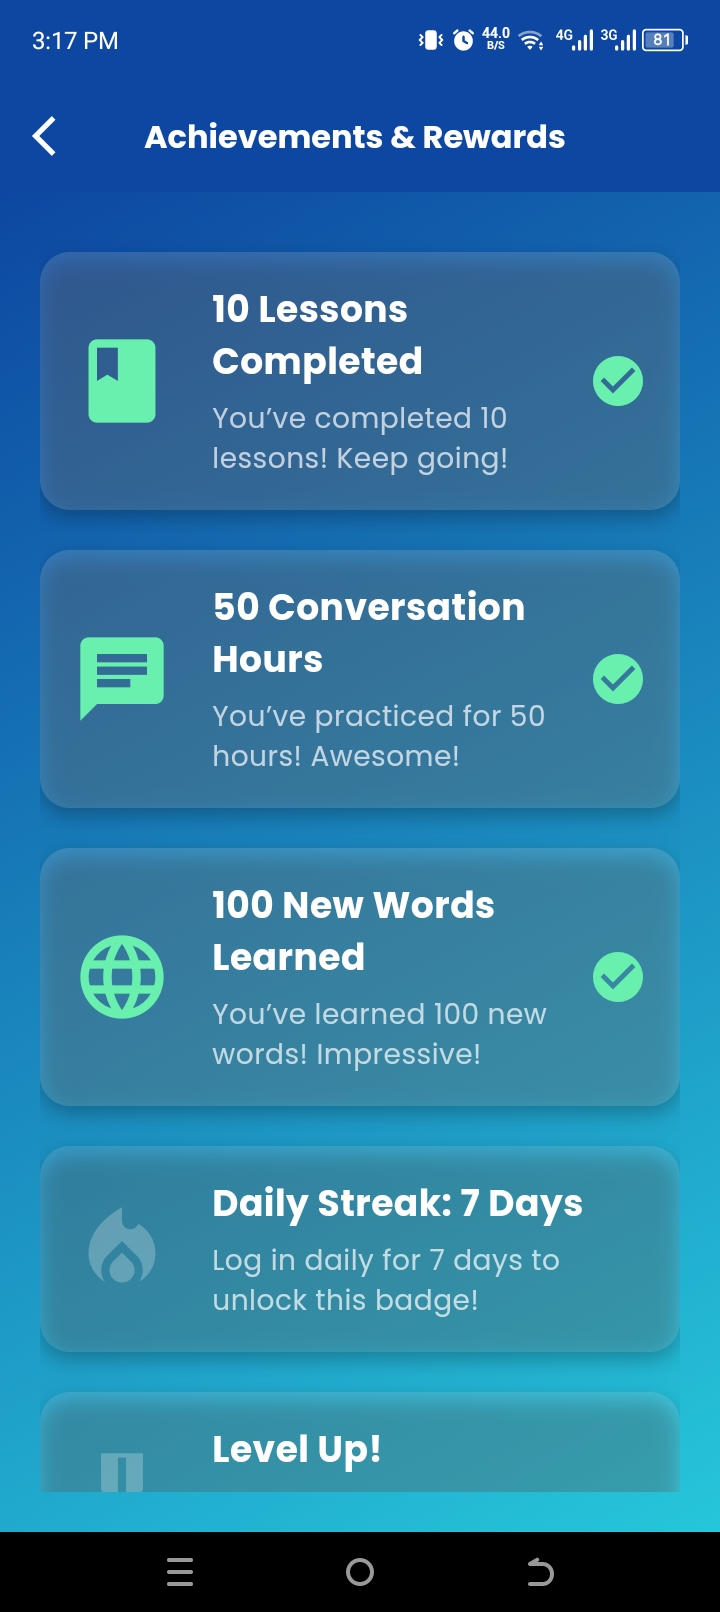 3:17 PM
44.0
B/S
4G
3G
81
Achievements & Rewards
10 Lessons
Completed
You’ve completed 10
lessons! Keep going!
50 Conversation
Hours
You’ve practiced for 50
hours! Awesome!
100 New Words
Learned
You’ve learned 100 new
words! Impressive!
Daily Streak: 7 Days
Log in daily for 7 days to
unlock this badge!
Level Up!